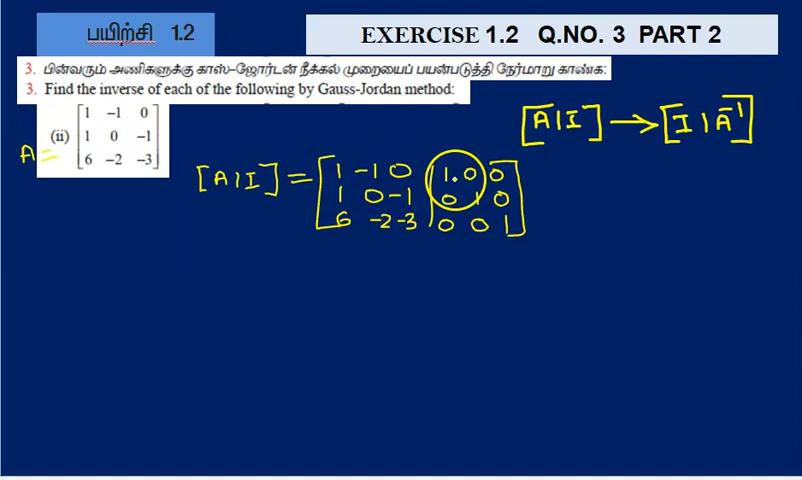 பயிற்சி 1.2
EXERCISE 1.2 Q.NO. 3 PART 2
3. பின்வரும் அணிகளுக்கு காஸ்-ஜோர்டன் நீக்கல் முறையைப் பயன்படுத்தி நேர்மாறு காண்க:
3. Find the inverse of each of the following by Gauss-Jordan method:
[A|I] → [I|A⁻¹]
1 −1 0
(ii) 1 0 −1
6 −2 −3
A =
[A|I] = 1 -1 0 | 1 0 0
1 0 -1 | 0 1 0
6 -2 -3 | 0 0 1